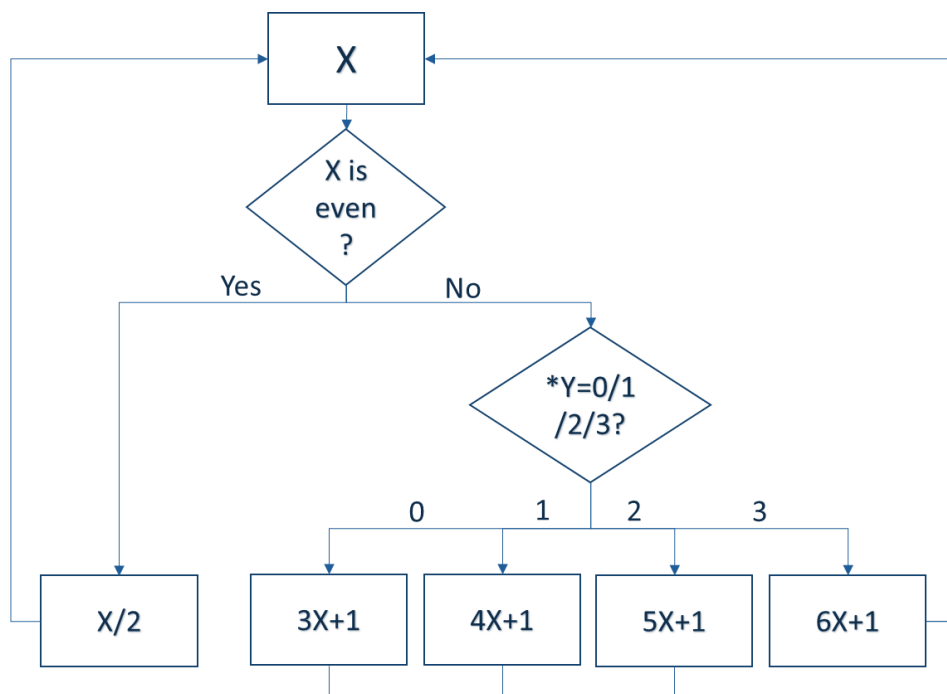 X
X is
even
?
Yes
No
*Y=0/1
/2/3?
0
1
2
3
X/2
3X+1
4X+1
5X+1
6X+1